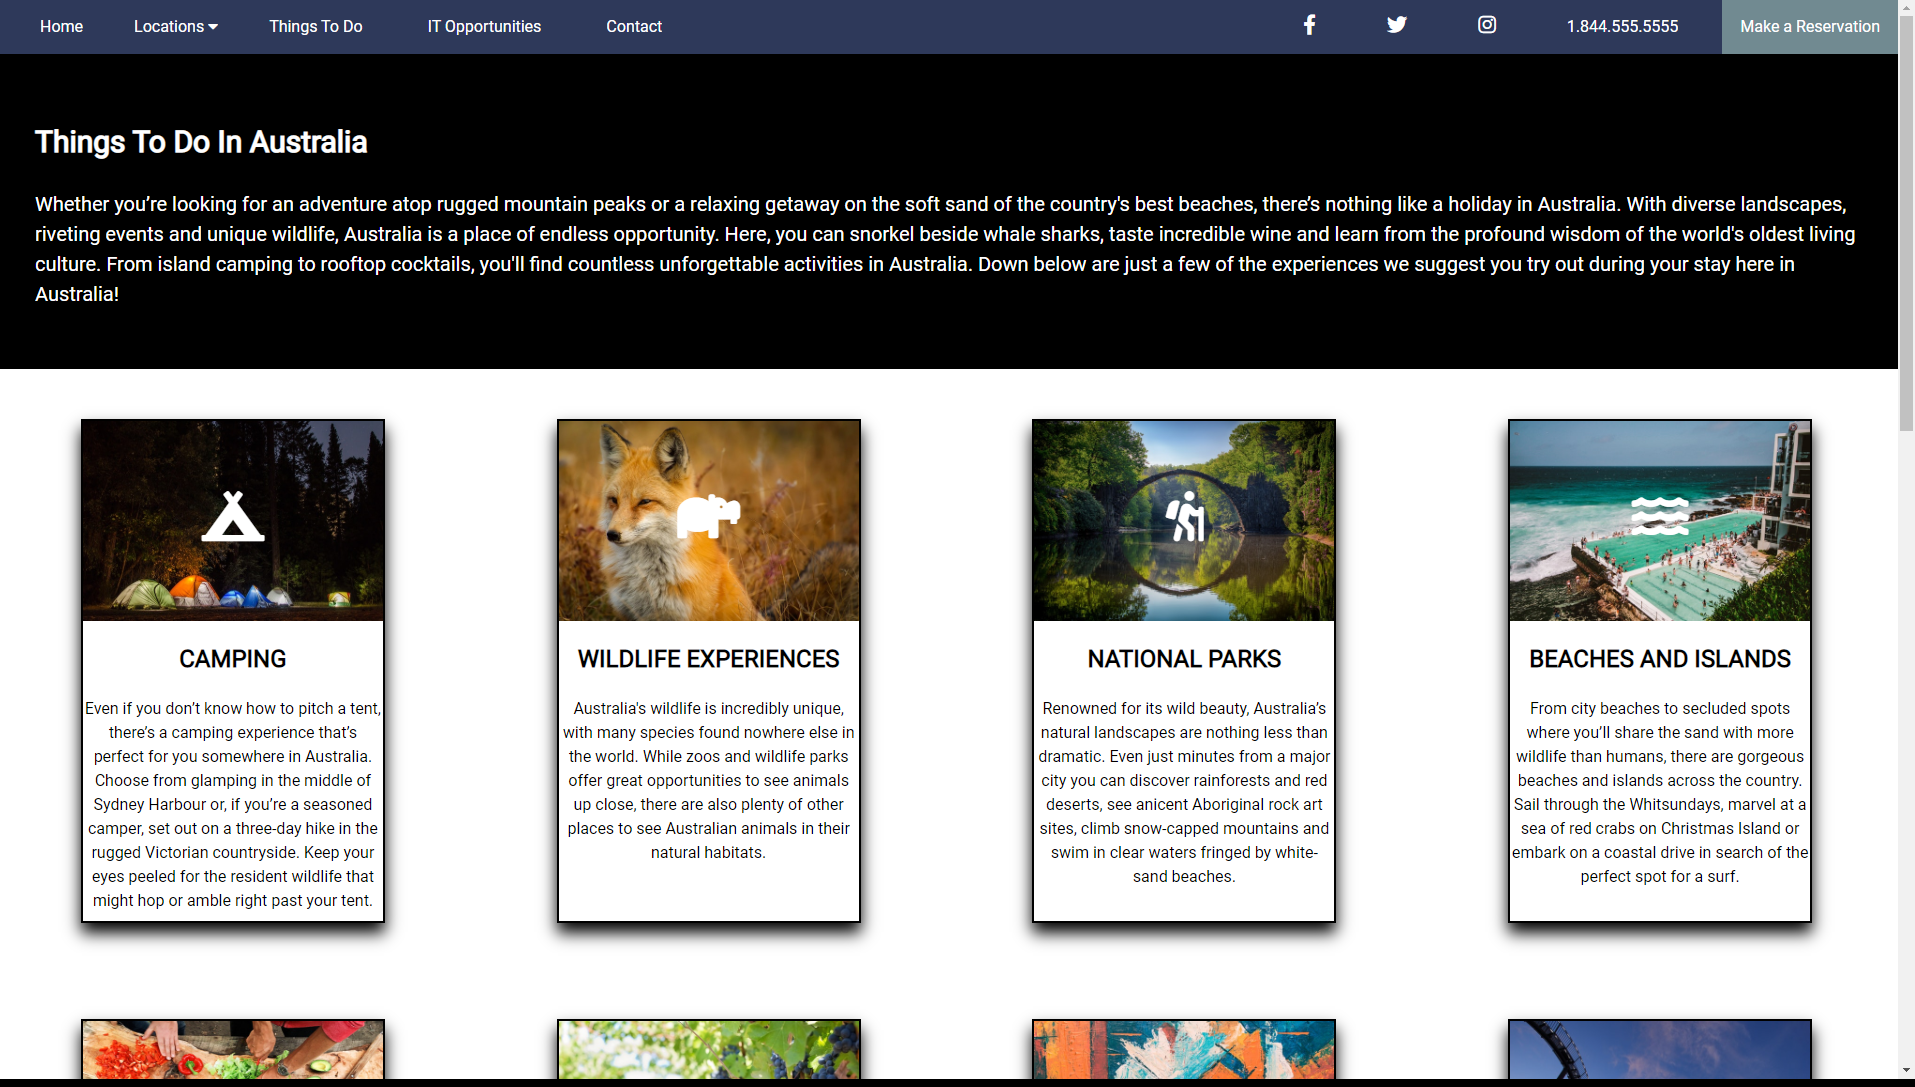 Home Locations Things To Do IT Opportunities Contact 1.844.555.5555 Make a Reservation
Things To Do In Australia
Whether you’re looking for an adventure atop rugged mountain peaks or a relaxing getaway on the soft sand of the country's best beaches, there’s nothing like a holiday in Australia. With diverse landscapes,
riveting events and unique wildlife, Australia is a place of endless opportunity. Here, you can snorkel beside whale sharks, taste incredible wine and learn from the profound wisdom of the world's oldest living
culture. From island camping to rooftop cocktails, you'll find countless unforgettable activities in Australia. Down below are just a few of the experiences we suggest you try out during your stay here in
Australia!
CAMPING
Even if you don’t know how to pitch a tent,
there’s a camping experience that’s
perfect for you somewhere in Australia.
Choose from glamping in the middle of
Sydney Harbour or, if you’re a seasoned
camper, set out on a three-day hike in the
rugged Victorian countryside. Keep your
eyes peeled for the resident wildlife that
might hop or amble right past your tent.
WILDLIFE EXPERIENCES
Australia's wildlife is incredibly unique,
with many species found nowhere else in
the world. While zoos and wildlife parks
offer great opportunities to see animals
up close, there are also plenty of other
places to see Australian animals in their
natural habitats.
NATIONAL PARKS
Renowned for its wild beauty, Australia’s
natural landscapes are nothing less than
dramatic. Even just minutes from a major
city you can discover rainforests and red
deserts, see anicent Aboriginal rock art
sites, climb snow-capped mountains and
swim in clear waters fringed by white-
sand beaches.
BEACHES AND ISLANDS
From city beaches to secluded spots
where you’ll share the sand with more
wildlife than humans, there are gorgeous
beaches and islands across the country.
Sail through the Whitsundays, marvel at a
sea of red crabs on Christmas Island or
embark on a coastal drive in search of the
perfect spot for a surf.